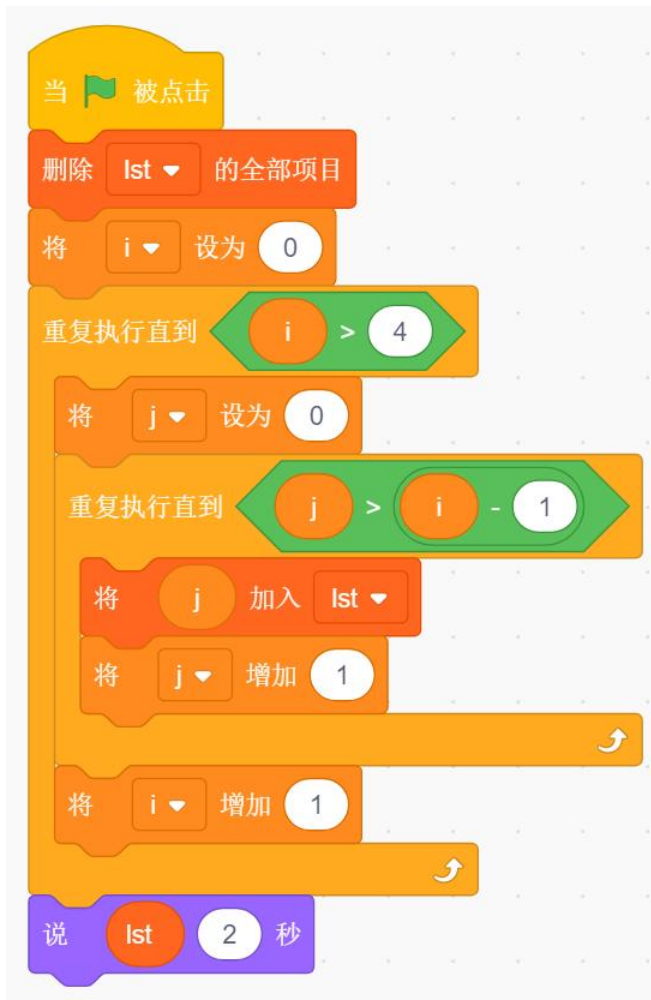 当 被点击
删除 lst 的全部项目
将 i 设为 0
重复执行直到 i > 4
将 j 设为 0
重复执行直到 j > i - 1
将 j 加入 lst
将 j 增加 1
将 i 增加 1
说 lst 2 秒